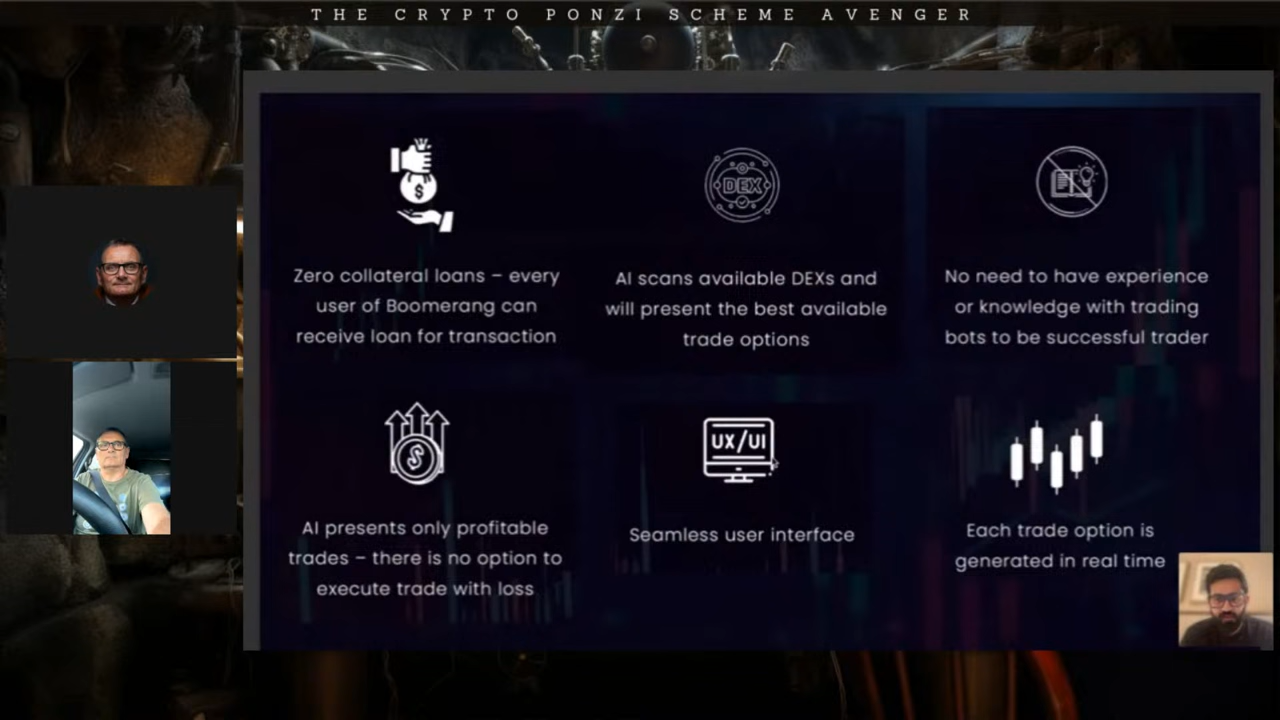 THE CRYPTO PONZI SCHEME AVENGER
Zero collateral loans – every
user of Boomerang can
receive loan for transaction
DEX
AI scans available DEXs and
will present the best available
trade options
No need to have experience
or knowledge with trading
bots to be successful trader
$
AI presents only profitable
trades – there is no option to
execute trade with loss
UX/UI
Seamless user interface
Each trade option is
generated in real time